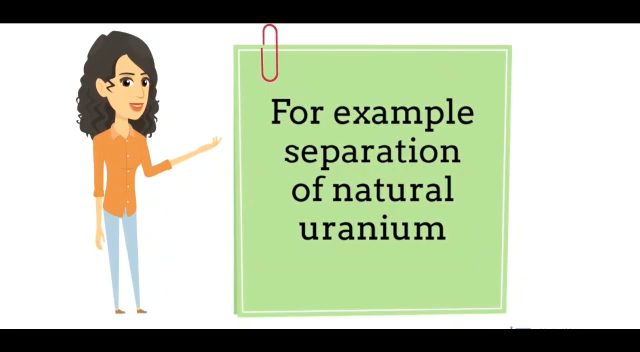 For example
separation
of natural
uranium